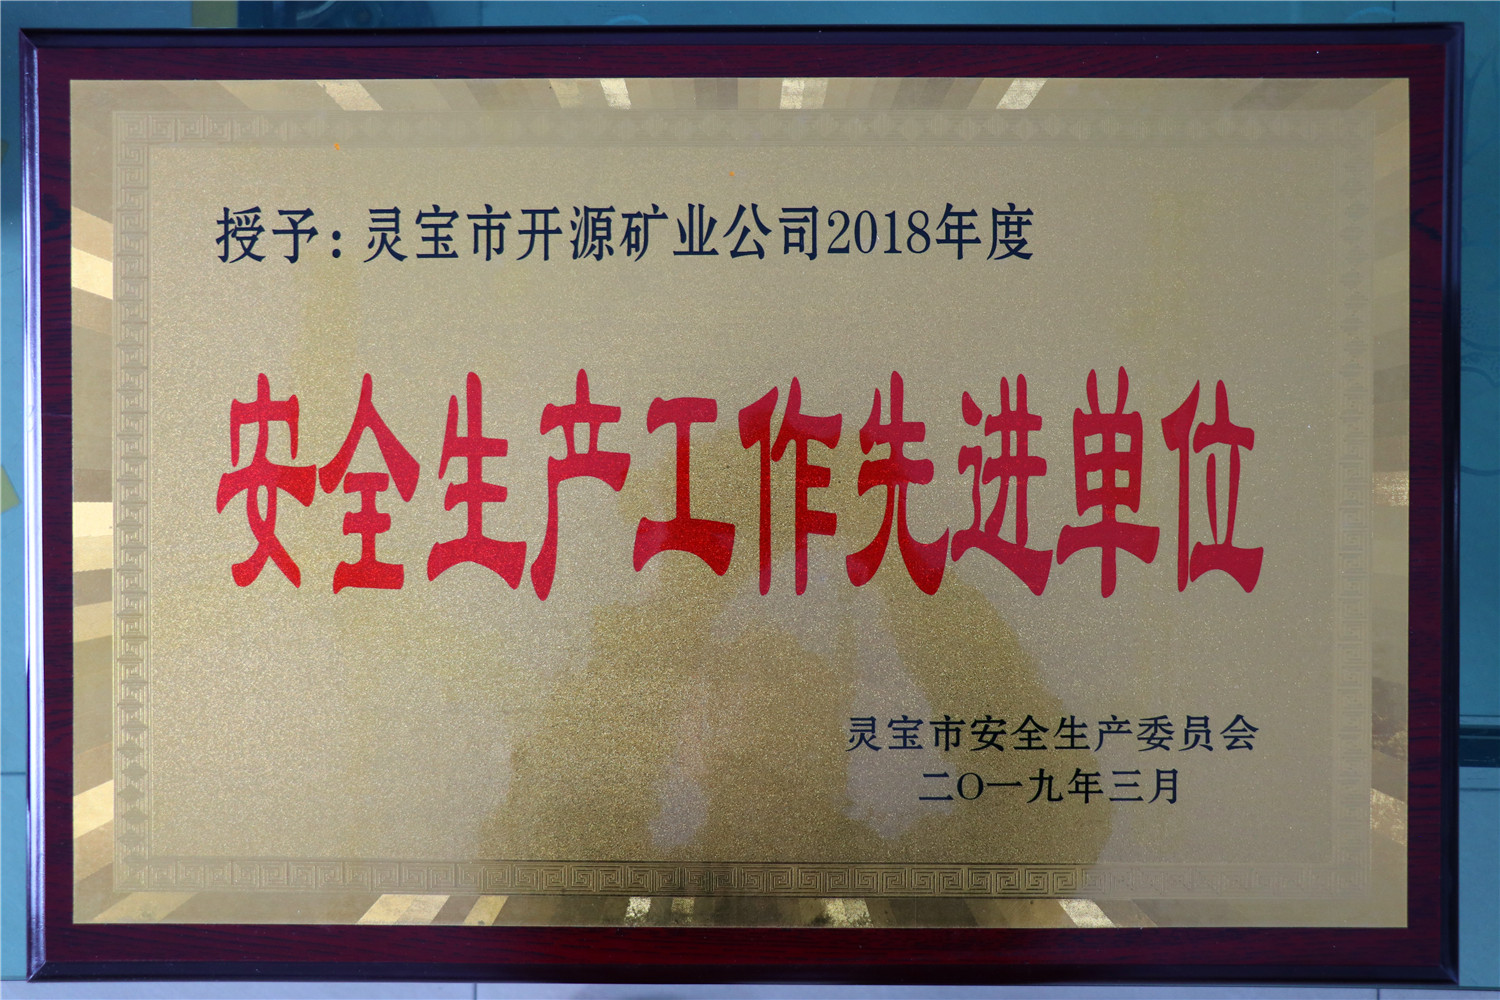 授予：灵宝市开源矿业公司2018年度
安全生产工作先进单位
灵宝市安全生产委员会
二〇一九年三月